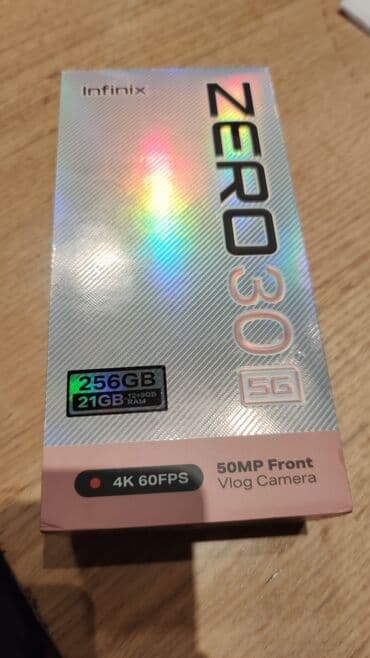 Infinix
ZERO 30 5G
256GB
21GB 12+9GB RAM
4K 60FPS
50MP Front
Vlog Camera